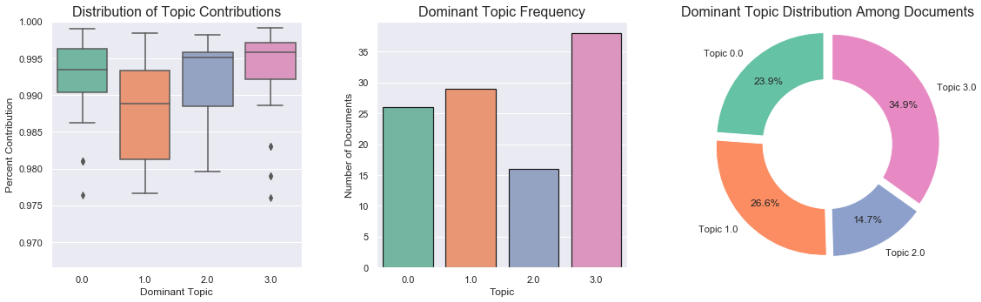 Distribution of Topic Contributions
Percent Contribution
1.000
0.995
0.990
0.985
0.980
0.975
0.970
0.0 1.0 2.0 3.0
Dominant Topic
Dominant Topic Frequency
Number of Documents
35
30
25
20
15
10
5
0
0.0 1.0 2.0 3.0
Topic
Dominant Topic Distribution Among Documents
Topic 0.0
23.9%
Topic 3.0
34.9%
26.6%
Topic 1.0
14.7%
Topic 2.0